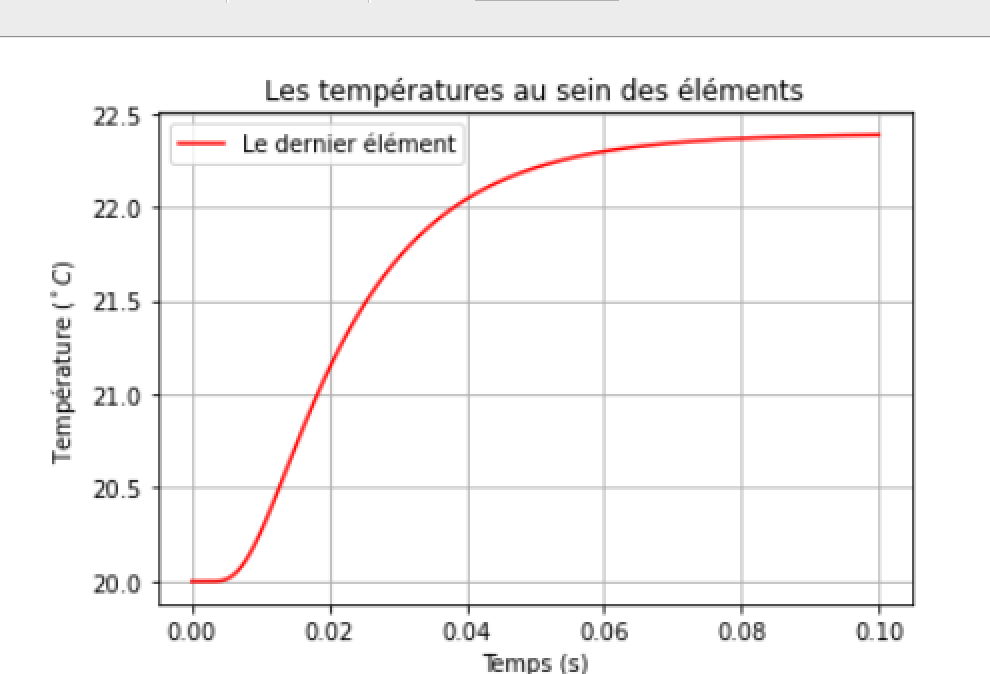 Les températures au sein des éléments
Le dernier élément
22.5
22.0
21.5
21.0
20.5
20.0
Température (°C)
0.00 0.02 0.04 0.06 0.08 0.10
Temps (s)